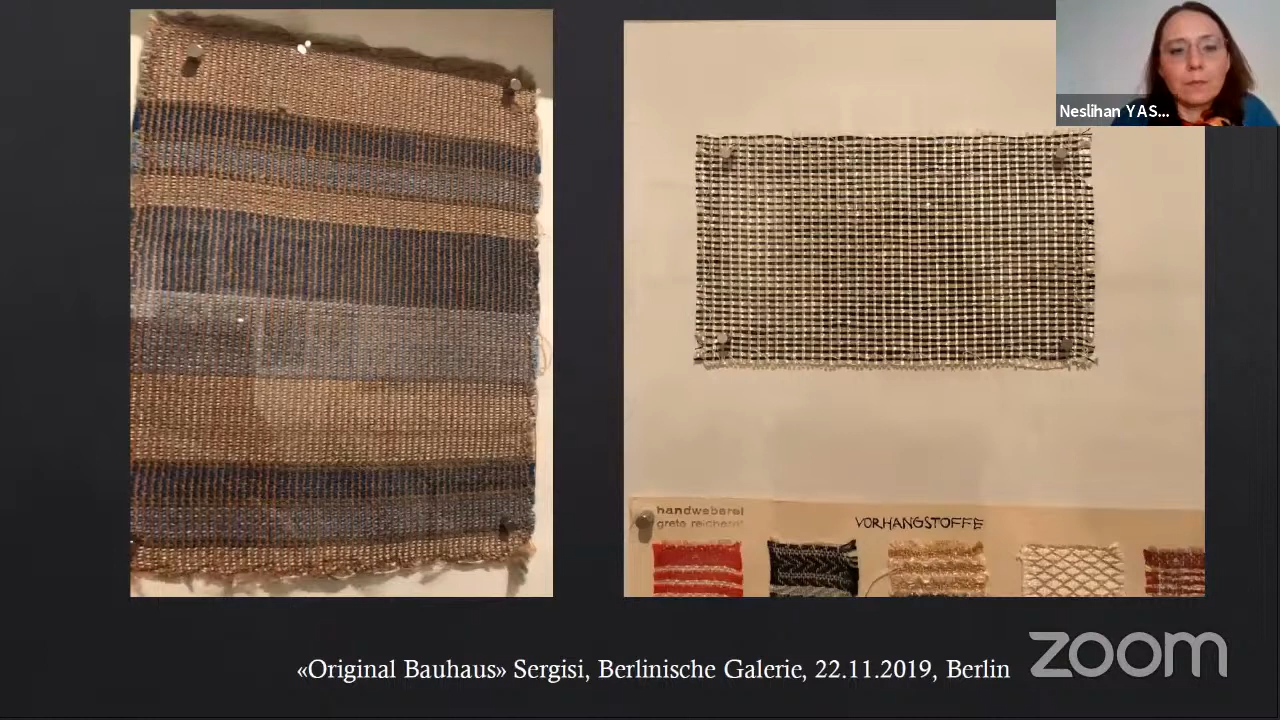 Neslihan YAS...
handweberei
grete reichardt
VORHANGSTOFFE
«Original Bauhaus» Sergisi, Berlinische Galerie, 22.11.2019, Berlin
zoom